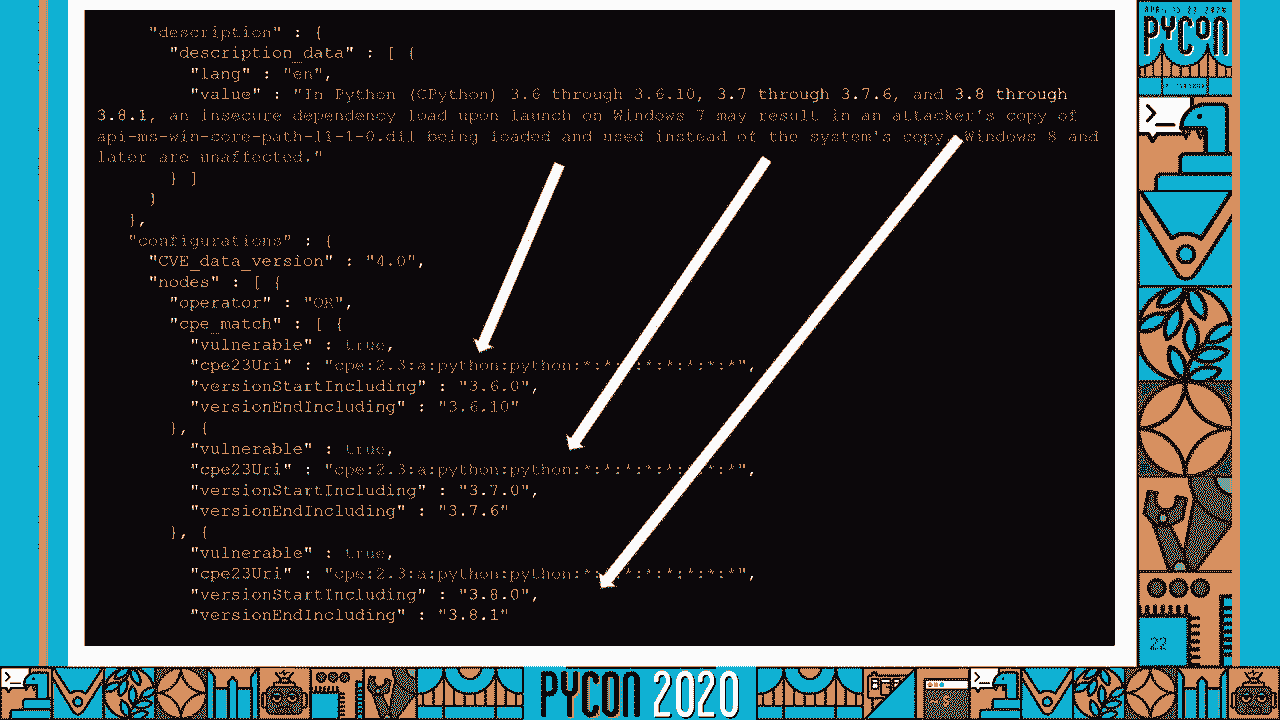 "description" : {
"description_data" : [ {
"lang" : "en",
"value" : "In Python (CPython) 3.6 through 3.6.10, 3.7 through 3.7.6, and 3.8 through
3.8.1, an insecure dependency load upon launch on Windows 7 may result in an attacker's copy of
api-ms-win-core-path-l1-1-0.dll being loaded and used instead of the system's copy. Windows 8 and
later are unaffected."
} ]
}
},
"configurations" : {
"CVE_data_version" : "4.0",
"nodes" : [ {
"operator" : "OR",
"cpe_match" : [ {
"vulnerable" : true,
"cpe23Uri" : "cpe:2.3:a:python:python:*:*:*:*:*:*:*:*",
"versionStartIncluding" : "3.6.0",
"versionEndIncluding" : "3.6.10"
}, {
"vulnerable" : true,
"cpe23Uri" : "cpe:2.3:a:python:python:*:*:*:*:*:*:*:*",
"versionStartIncluding" : "3.7.0",
"versionEndIncluding" : "3.7.6"
}, {
"vulnerable" : true,
"cpe23Uri" : "cpe:2.3:a:python:python:*:*:*:*:*:*:*:*",
"versionStartIncluding" : "3.8.0",
"versionEndIncluding" : "3.8.1"
PYCON
22
PYCON 2020